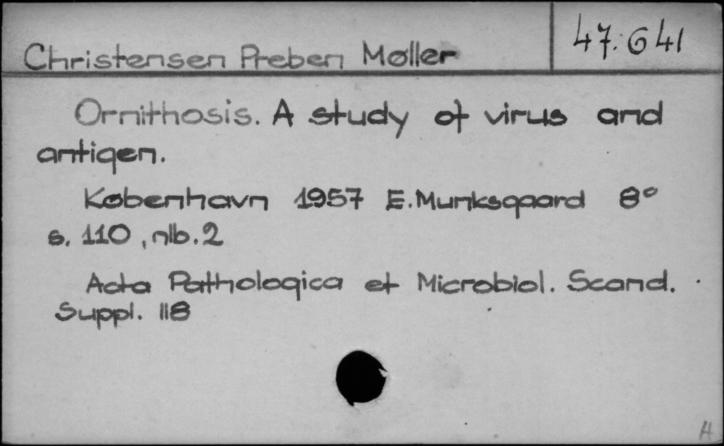 Christensen Preben Møller
47.641
Ornithosis. A study of virus and
antigen.
København 1957 E. Munksgaard 8°
s. 110, nlb. 2
Acta Pathologica et Microbiol. Scand.
Suppl. 118
A